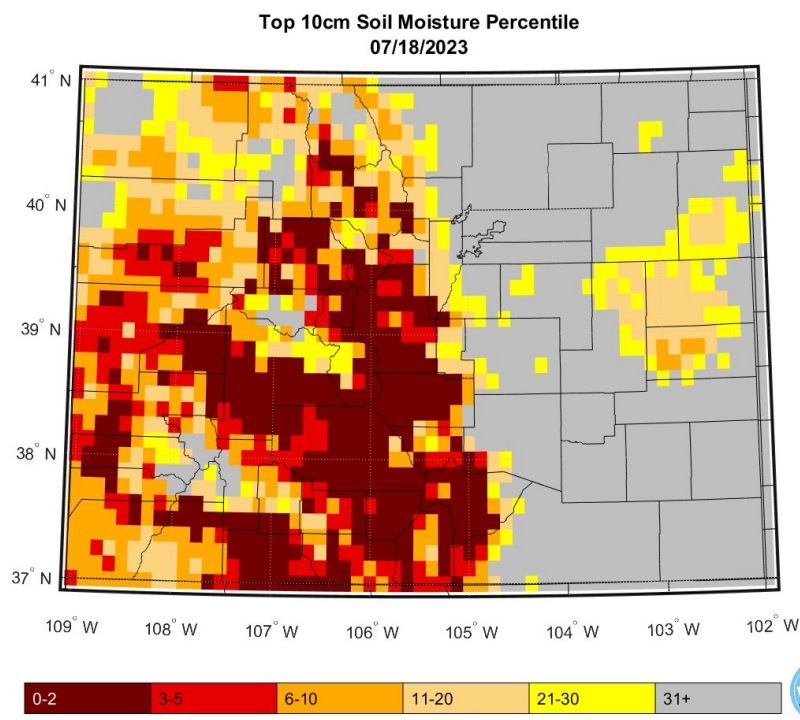 Top 10cm Soil Moisture Percentile
07/18/2023
41° N
40° N
39° N
38° N
37° N
109° W 108° W 107° W 106° W 105° W 104° W 103° W 102° W
0-2 3-5 6-10 11-20 21-30 31+